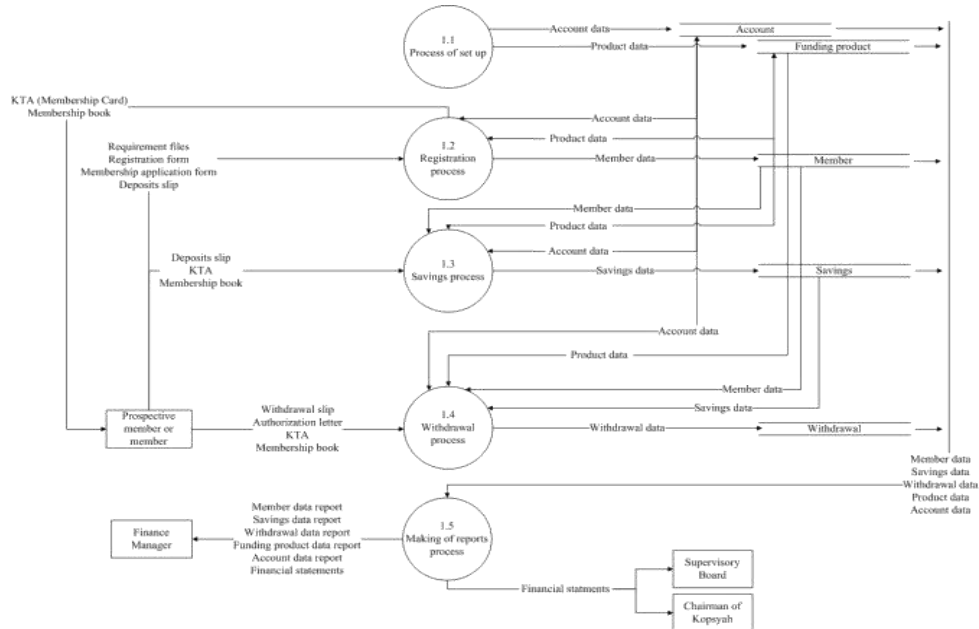 1.1
Process of set up
Account data
Account
Product data
Funding product
KTA (Membership Card)
Membership book
Account data
Product data
1.2
Registration
process
Requirement files
Registration form
Membership application form
Deposits slip
Member data
Member
Member data
Product data
Account data
1.3
Savings process
Deposits slip
KTA
Membership book
Savings data
Savings
Account data
Product data
Member data
Savings data
1.4
Withdrawal
process
Prospective
member or
member
Withdrawal slip
Authorization letter
KTA
Membership book
Withdrawal data
Withdrawal
Member data
Savings data
Withdrawal data
Product data
Account data
1.5
Making of reports
process
Member data report
Savings data report
Withdrawal data report
Funding product data report
Account data report
Financial statements
Finance
Manager
Financial statments
Supervisory
Board
Chairman of
Kopsyah